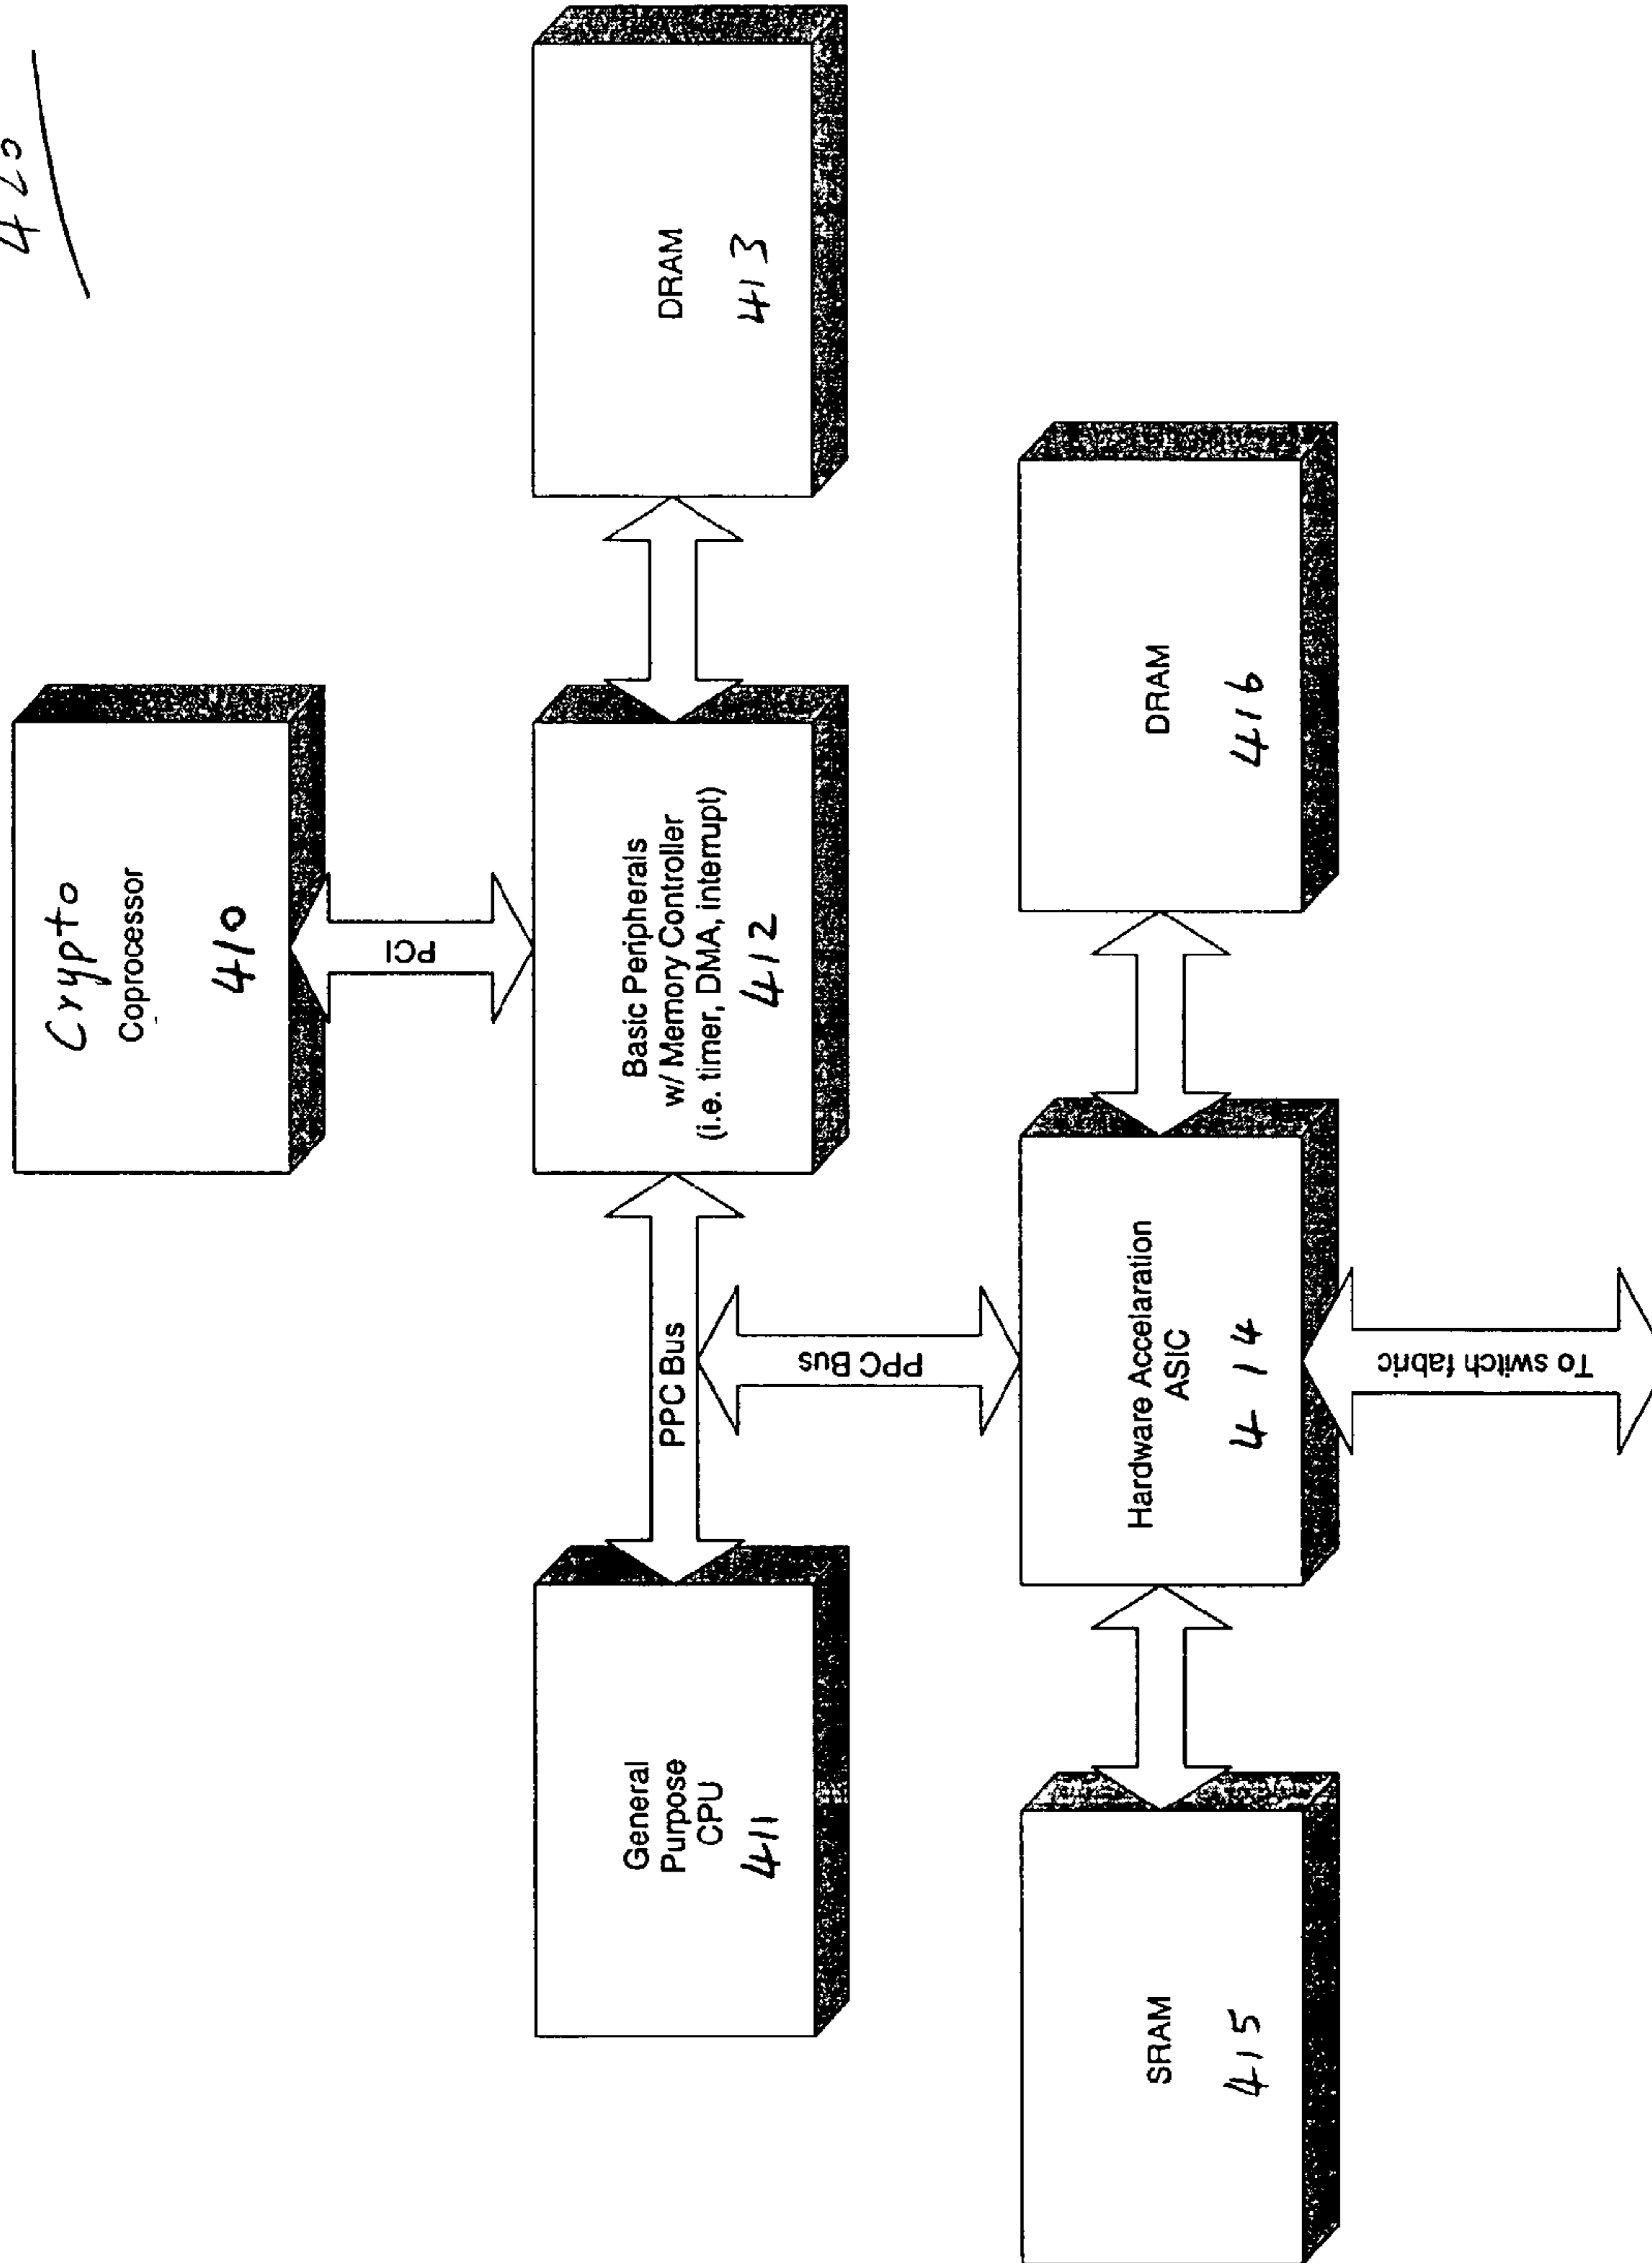 420
Crypto
Coprocessor
410
PCI
General
Purpose
CPU
411
PPC Bus
Basic Peripherals
w/ Memory Controller
(i.e. timer, DMA, interrupt)
412
DRAM
413
PPC Bus
SRAM
415
Hardware Accelaration
ASIC
414
DRAM
416
To switch fabric